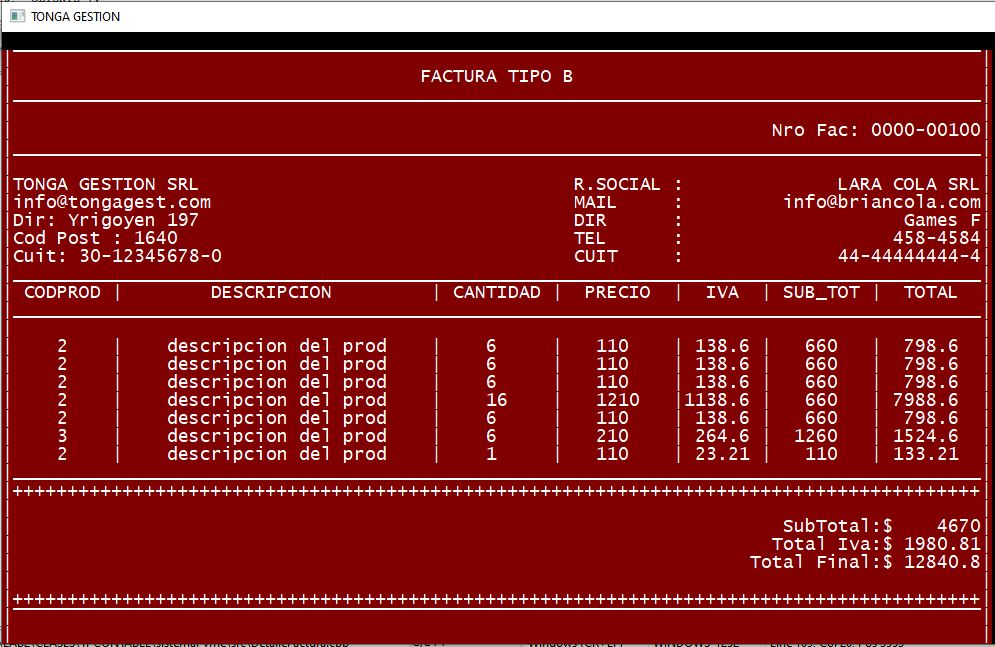 TONGA GESTION
FACTURA TIPO B
Nro Fac: 0000-00100
TONGA GESTION SRL R.SOCIAL : LARA COLA SRL
info@tongagest.com MAIL : info@briancola.com
Dir: Yrigoyen 197 DIR : Games F
Cod Post : 1640 TEL : 458-4584
Cuit: 30-12345678-0 CUIT : 44-44444444-4
CODPROD | DESCRIPCION | CANTIDAD | PRECIO | IVA | SUB_TOT | TOTAL
2 | descripcion del prod | 6 | 110 | 138.6 | 660 | 798.6
2 | descripcion del prod | 6 | 110 | 138.6 | 660 | 798.6
2 | descripcion del prod | 6 | 110 | 138.6 | 660 | 798.6
2 | descripcion del prod | 16 | 1210 |1138.6 | 660 | 7988.6
2 | descripcion del prod | 6 | 110 | 138.6 | 660 | 798.6
3 | descripcion del prod | 6 | 210 | 264.6 | 1260 | 1524.6
2 | descripcion del prod | 1 | 110 | 23.21 | 110 | 133.21
++++++++++++++++++++++++++++++++++++++++++++++++++++++++++++++++++++++++++++++++++++++++
SubTotal:$ 4670
Total Iva:$ 1980.81
Total Final:$ 12840.8
++++++++++++++++++++++++++++++++++++++++++++++++++++++++++++++++++++++++++++++++++++++++